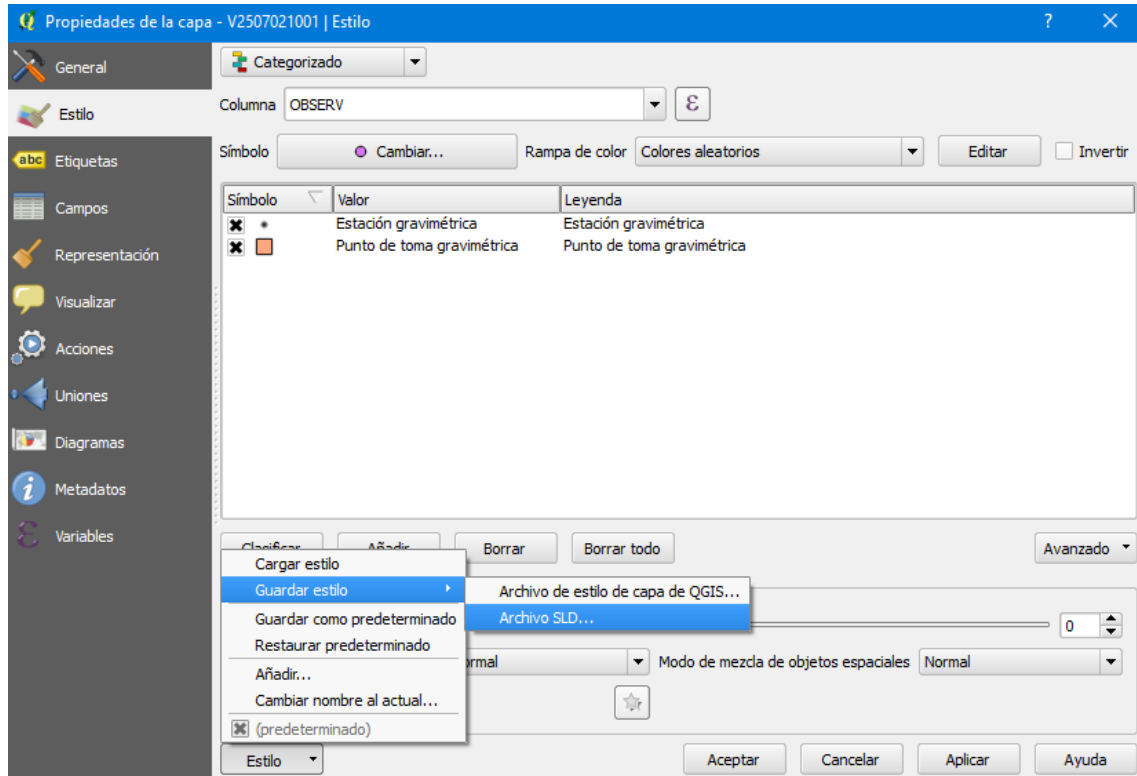 Propiedades de la capa - V2507021001 | Estilo ? ×
General
Estilo
abc Etiquetas
Campos
Representación
Visualizar
Acciones
Uniones
Diagramas
Metadatos
Variables
Categorizado
Columna OBSERV ε
Símbolo Cambiar... Rampa de color Colores aleatorios Editar Invertir
Símbolo Valor Leyenda
Estación gravimétrica Estación gravimétrica
Punto de toma gravimétrica Punto de toma gravimétrica
Clasificar Añadir Borrar Borrar todo Avanzado
Cargar estilo
Guardar estilo
Archivo de estilo de capa de QGIS...
Archivo SLD...
Guardar como predeterminado
Restaurar predeterminado
Añadir...
Cambiar nombre al actual...
(predeterminado)
0
Modo de mezcla de objetos espaciales Normal
Estilo Aceptar Cancelar Aplicar Ayuda